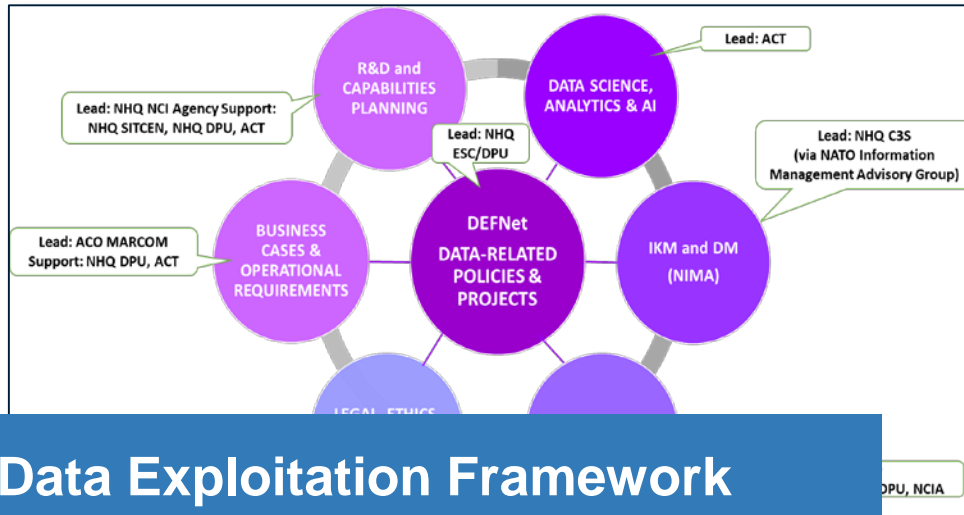 Lead: ACT
R&D and
CAPABILITIES
PLANNING
DATA SCIENCE,
ANALYTICS & AI
Lead: NHQ NCI Agency Support:
NHQ SITCEN, NHQ DPU, ACT
Lead: NHQ
ESC/DPU
Lead: NHQ C3S
(via NATO Information
Management Advisory Group)
BUSINESS
CASES &
OPERATIONAL
REQUIREMENTS
DEFNet
DATA-RELATED
POLICIES &
PROJECTS
IKM and DM
(NIMA)
Lead: ACO MARCOM
Support: NHQ DPU, ACT
LEGAL, ETHICS
Data Exploitation Framework
DPU, NCIA